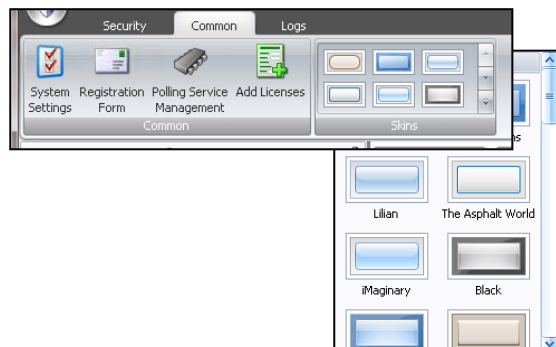 Security Common Logs
System Settings
Registration Form
Polling Service Management
Add Licenses
Common
Skins
Lilian
The Asphalt World
iMaginary
Black